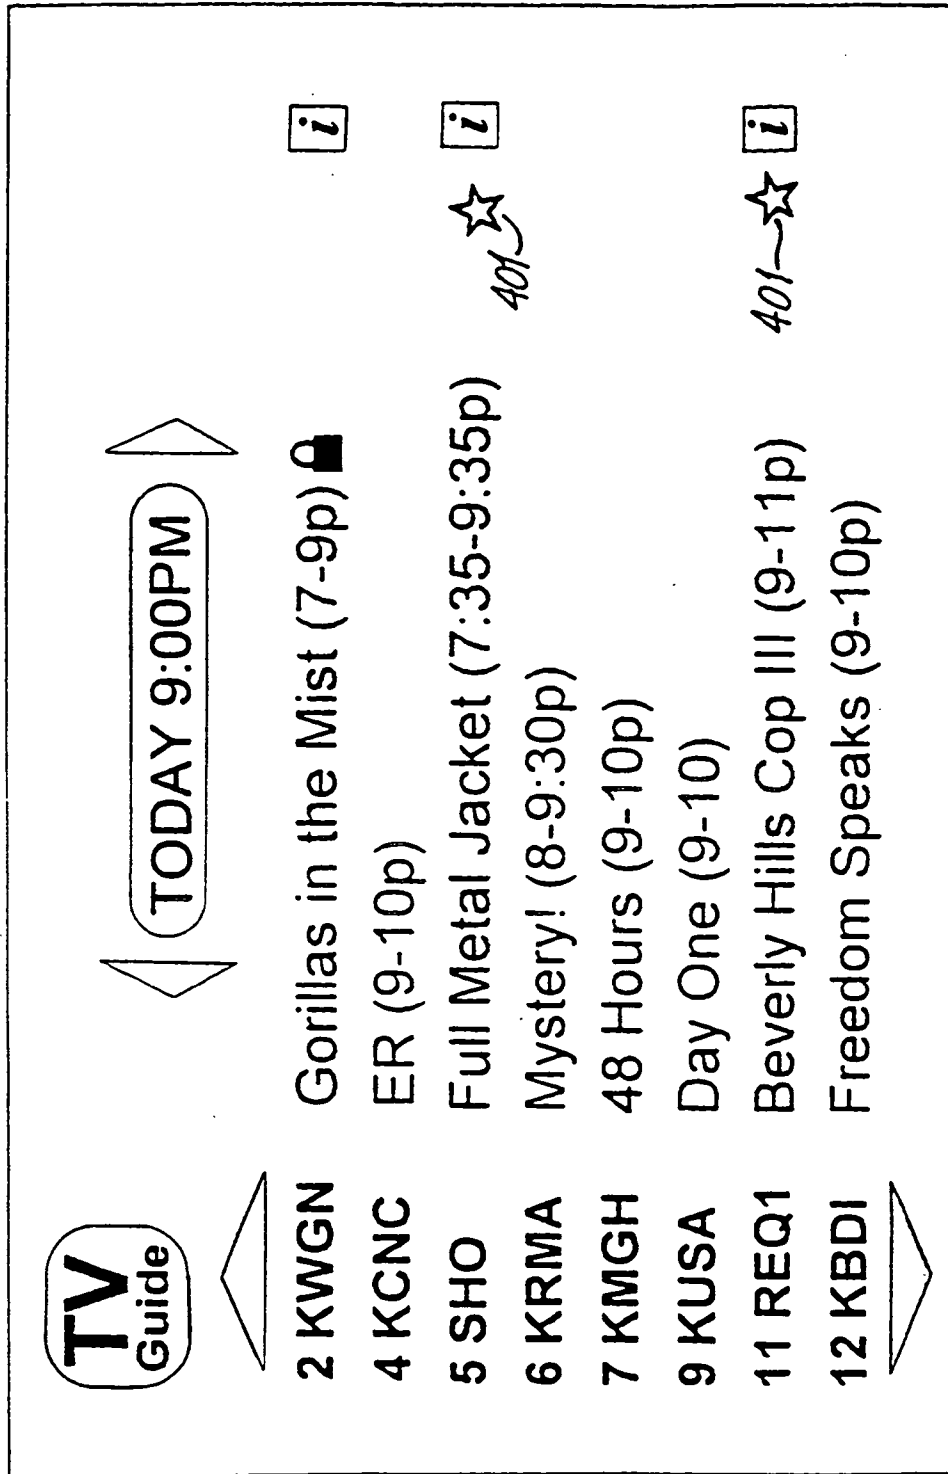 TV
Guide
TODAY 9:00PM
2 KWGN Gorillas in the Mist (7-9p) i
4 KCNC ER (9-10p)
5 SHO Full Metal Jacket (7:35-9:35p) i
401
6 KRMA Mystery! (8-9:30p)
7 KMGH 48 Hours (9-10p)
9 KUSA Day One (9-10)
11 REQ1 Beverly Hills Cop III (9-11p) 401 i
12 KBDI Freedom Speaks (9-10p)